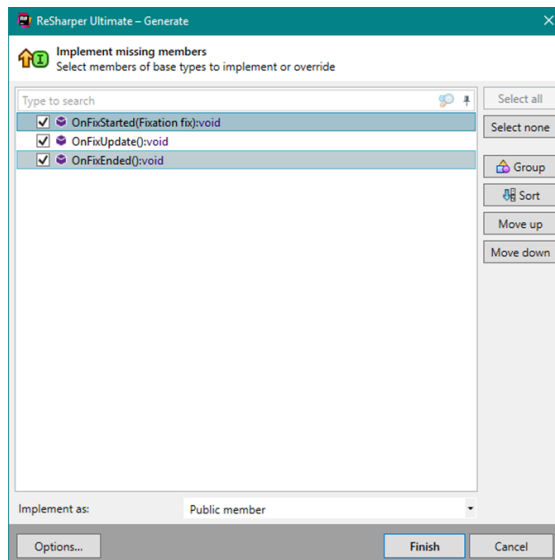 ReSharper Ultimate – Generate
Implement missing members
Select members of base types to implement or override
Type to search
OnFixStarted(Fixation fix):void
OnFixUpdate():void
OnFixEnded():void
Select all
Select none
Group
Sort
Move up
Move down
Implement as: Public member
Options... Finish Cancel